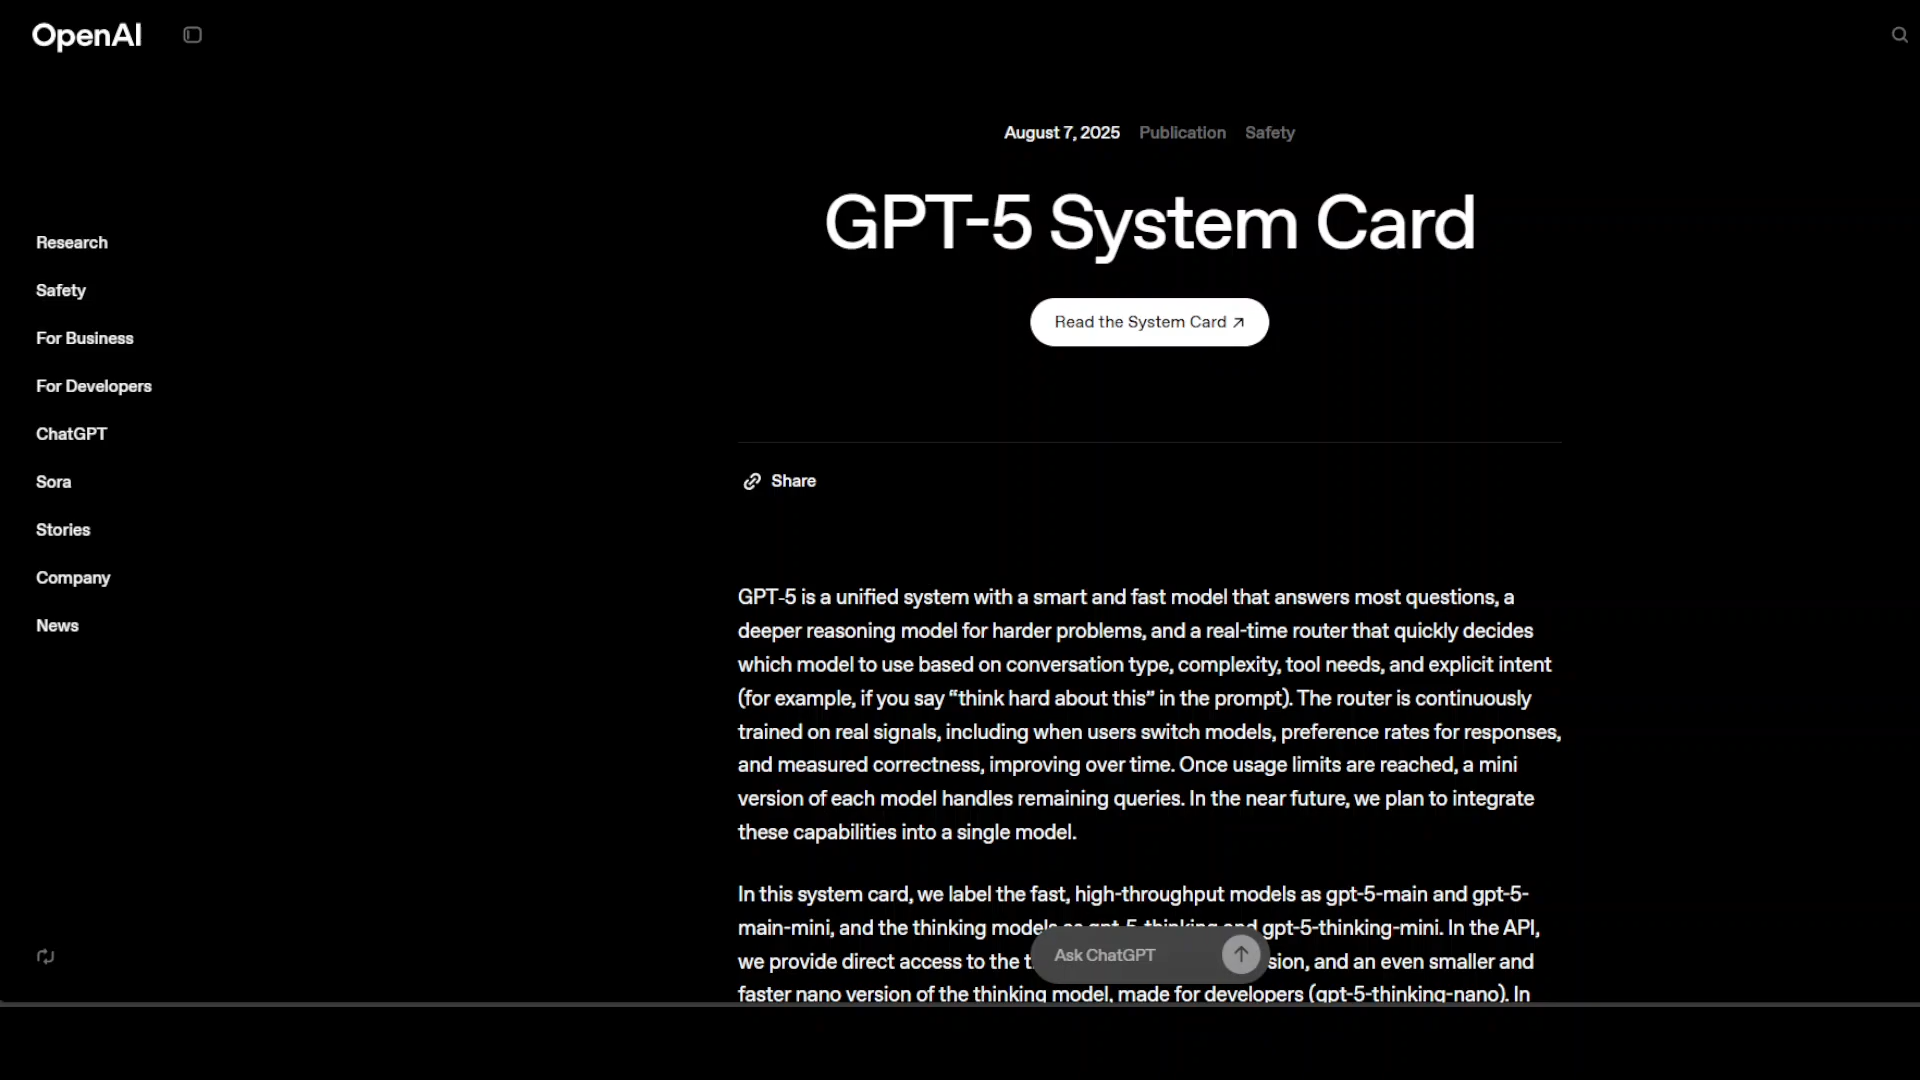 OpenAI
August 7, 2025 Publication Safety
GPT-5 System Card
Read the System Card ↗
Research
Safety
For Business
For Developers
ChatGPT
Sora
Stories
Company
News
Share
GPT‑5 is a unified system with a smart and fast model that answers most questions, a
deeper reasoning model for harder problems, and a real-time router that quickly decides
which model to use based on conversation type, complexity, tool needs, and explicit intent
(for example, if you say “think hard about this” in the prompt). The router is continuously
trained on real signals, including when users switch models, preference rates for responses,
and measured correctness, improving over time. Once usage limits are reached, a mini
version of each model handles remaining queries. In the near future, we plan to integrate
these capabilities into a single model.
In this system card, we label the fast, high-throughput models as gpt-5-main and gpt-5-
main-mini, and the thinking models as gpt-5-thinking and gpt-5-thinking-mini. In the API,
we provide direct access to the and an even smaller and
faster nano version of the thinking model, made for developers (gpt-5-thinking-nano). In
Ask ChatGPT